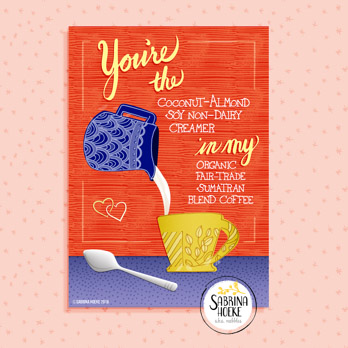 You're
the
COCONUT-ALMOND
SOY NON-DAIRY
CREAMER
in my
ORGANIC
FAIR-TRADE
SUMATRAN
BLEND COFFEE
© SABRINA HOEKE 2018
SABRINA
HOEKE